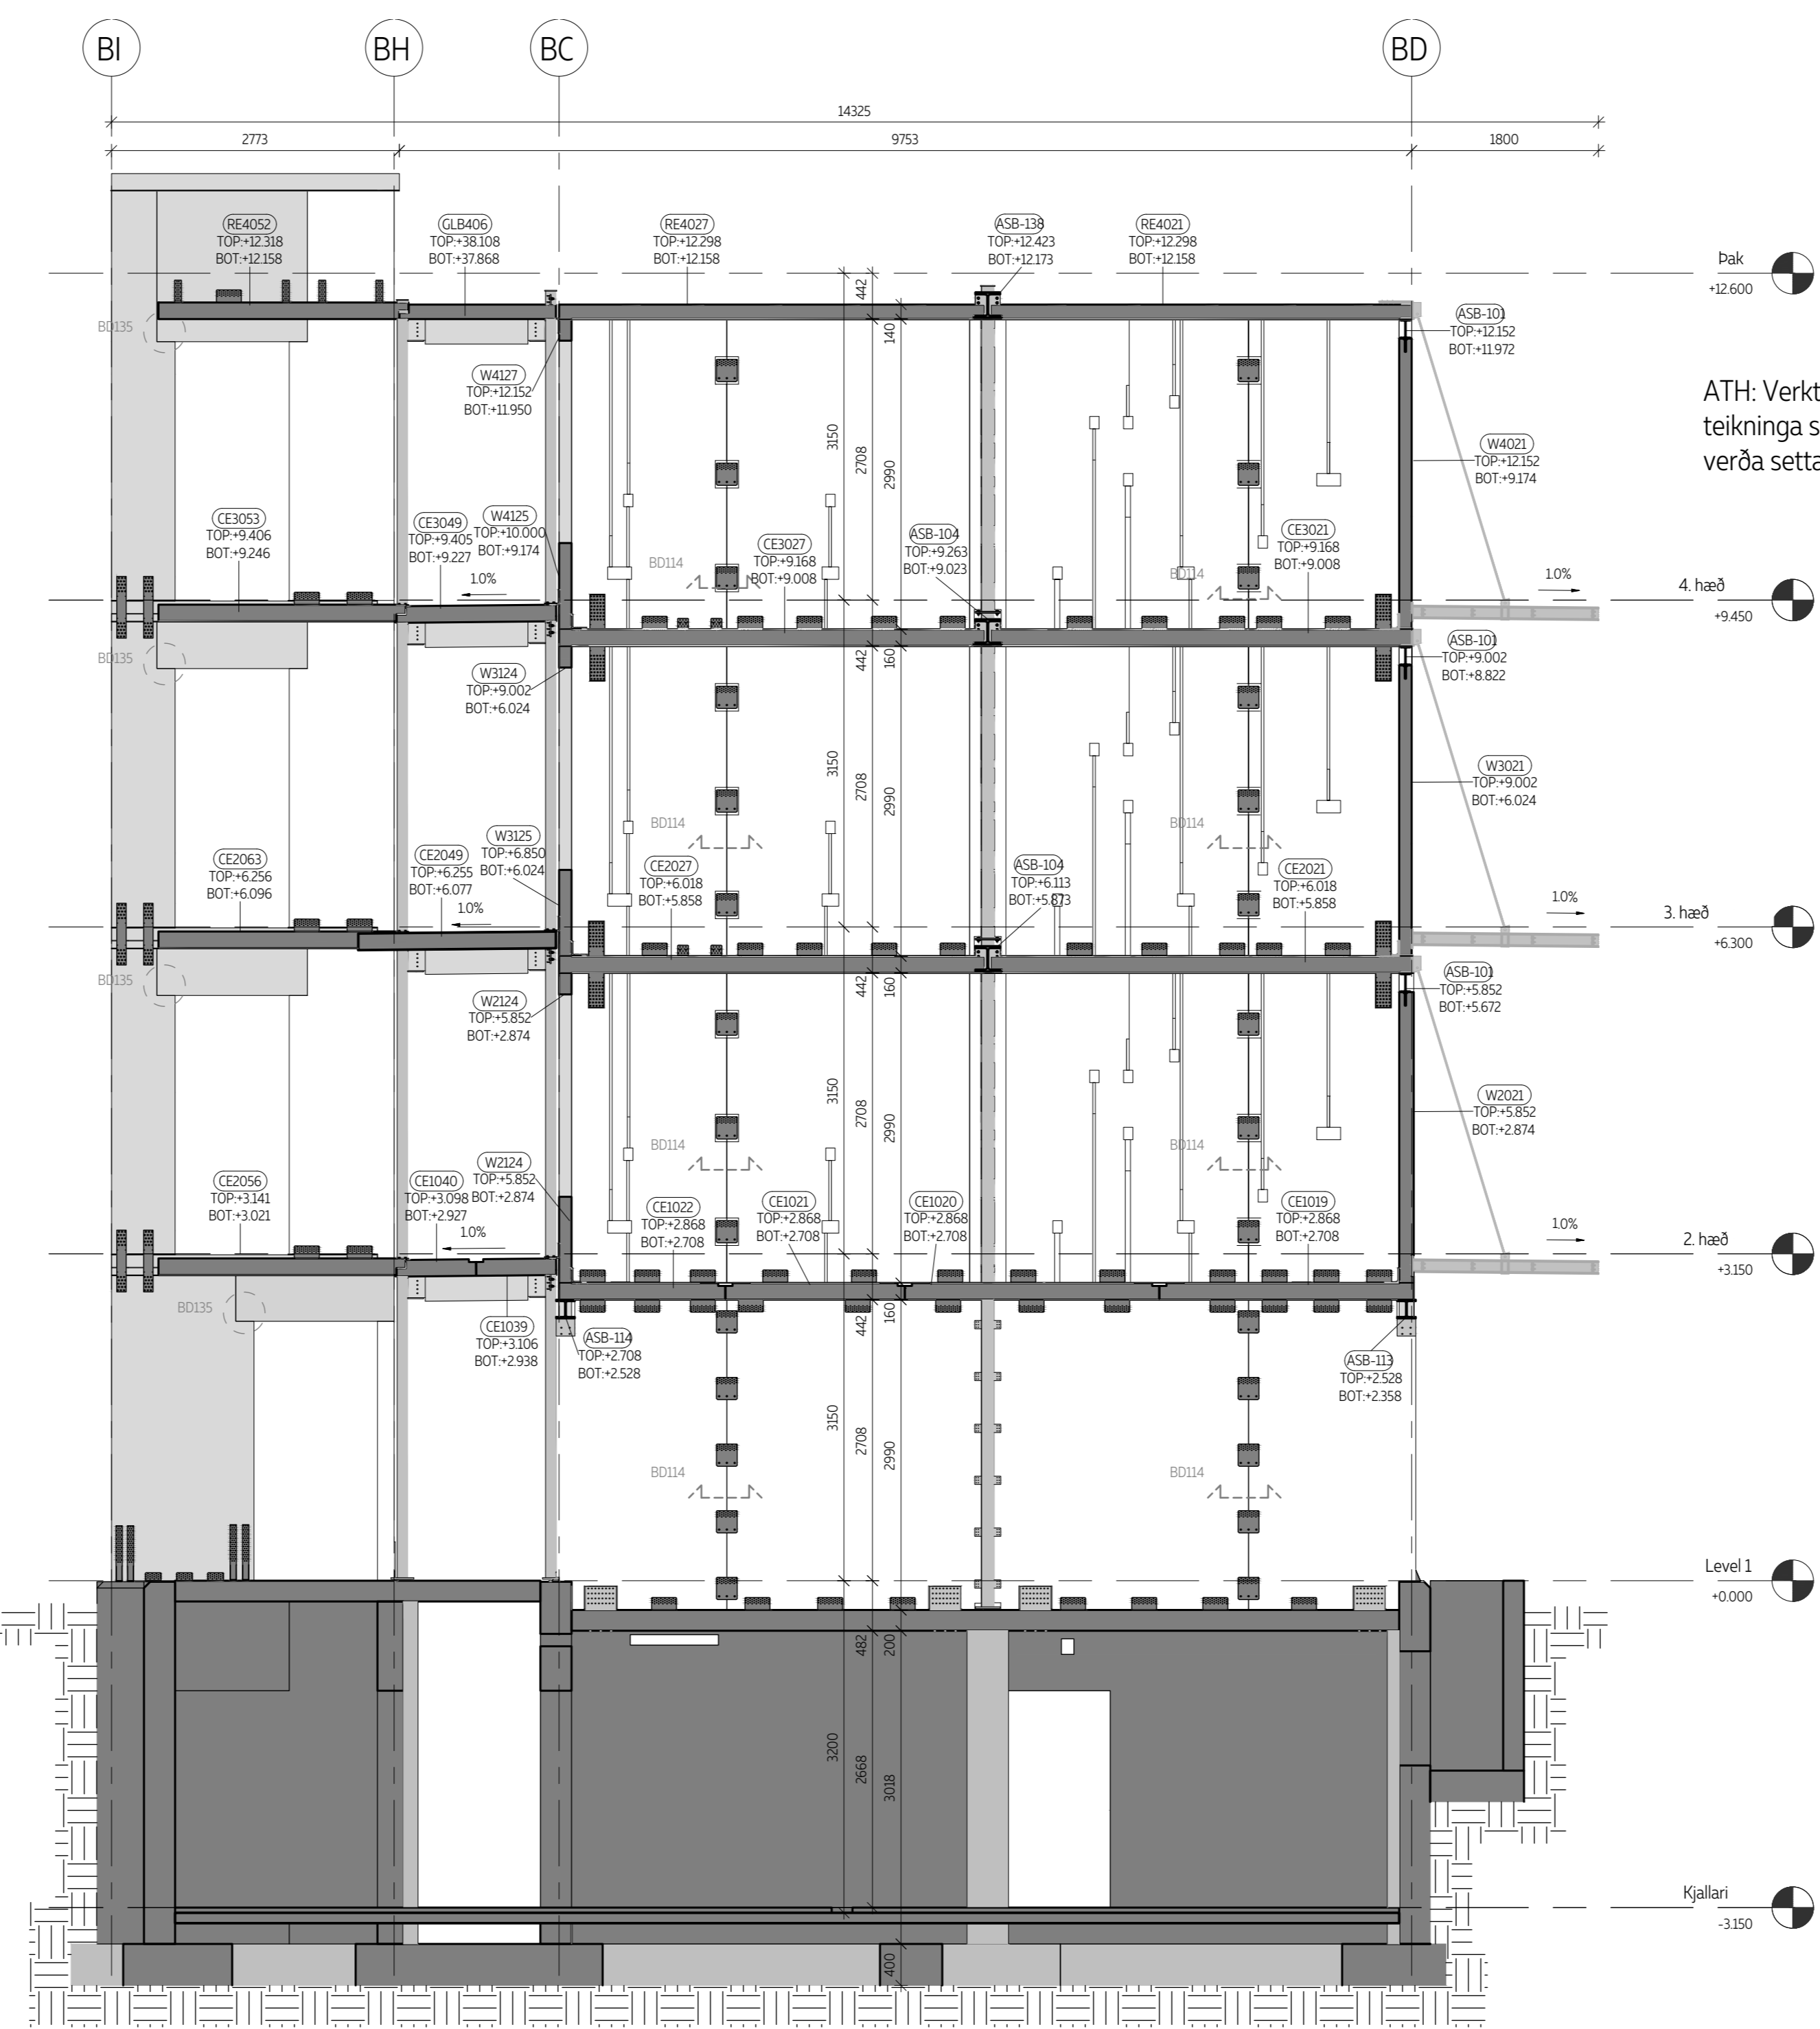 BI
BH
BC
BD
14325
2773
9753
1800
RE4052
TOP:+12.318
BOT:+12.158
GLB406
TOP:+38.108
BOT:+37.868
RE4027
TOP:+12.298
BOT:+12.158
ASB-138
TOP:+12.423
BOT:+12.173
RE4021
TOP:+12.298
BOT:+12.158
Þak
+12.600
442
140
BD135
ASB-101
TOP:+12.152
BOT:+11.972
W4127
TOP:+12.152
BOT:+11.950
ATH: Verkt
teikninga s
verða setta
3150
2708
2990
W4021
TOP:+12.152
BOT:+9.174
CE3053
TOP:+9.406
BOT:+9.246
CE3049
TOP:+9.405
BOT:+9.227
W4125
TOP:+10.000
BOT:+9.174
1.0%
BD114
CE3027
TOP:+9.168
BOT:+9.008
ASB-104
TOP:+9.263
BOT:+9.023
CE3021
TOP:+9.168
BOT:+9.008
BD114
1.0%
4. hæð
+9.450
442
160
BD135
ASB-101
TOP:+9.002
BOT:+8.822
W3124
TOP:+9.002
BOT:+6.024
3150
2708
2990
W3021
TOP:+9.002
BOT:+6.024
CE2063
TOP:+6.256
BOT:+6.096
CE2049
TOP:+6.255
BOT:+6.077
W3125
TOP:+6.850
BOT:+6.024
1.0%
BD114
CE2027
TOP:+6.018
BOT:+5.858
ASB-104
TOP:+6.113
BOT:+5.873
BD114
CE2021
TOP:+6.018
BOT:+5.858
1.0%
3. hæð
+6.300
442
160
BD135
ASB-101
TOP:+5.852
BOT:+5.672
W2124
TOP:+5.852
BOT:+2.874
3150
2708
2990
W2021
TOP:+5.852
BOT:+2.874
BD114
BD114
CE2056
TOP:+3.141
BOT:+3.021
CE1040
TOP:+3.098
BOT:+2.927
W2124
TOP:+5.852
BOT:+2.874
1.0%
CE1022
TOP:+2.868
BOT:+2.708
CE1021
TOP:+2.868
BOT:+2.708
CE1020
TOP:+2.868
BOT:+2.708
CE1019
TOP:+2.868
BOT:+2.708
1.0%
2. hæð
+3.150
BD135
442
160
CE1039
TOP:+3.106
BOT:+2.938
ASB-114
TOP:+2.708
BOT:+2.528
ASB-113
TOP:+2.528
BOT:+2.358
3150
2708
2990
BD114
BD114
Level 1
+0.000
482
200
3200
2668
3018
Kjallari
-3.150
400